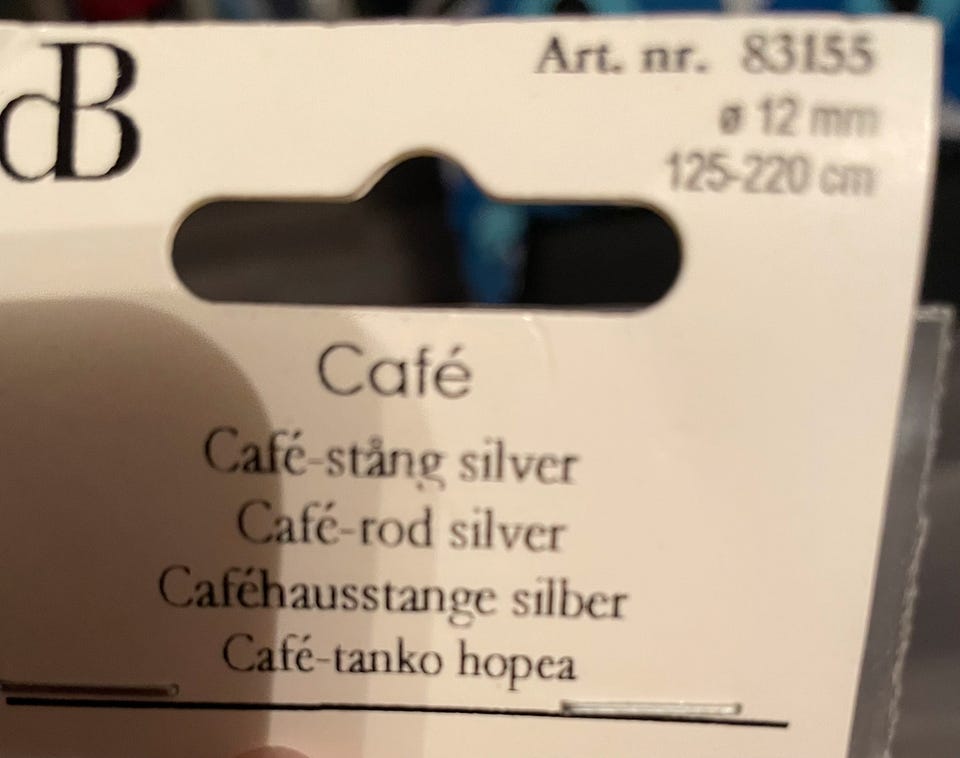 dB
Art. nr. 83155
ø 12 mm
125-220 cm
Café
Café-stång silver
Café-rod silver
Caféhausstange silber
Café-tanko hopea